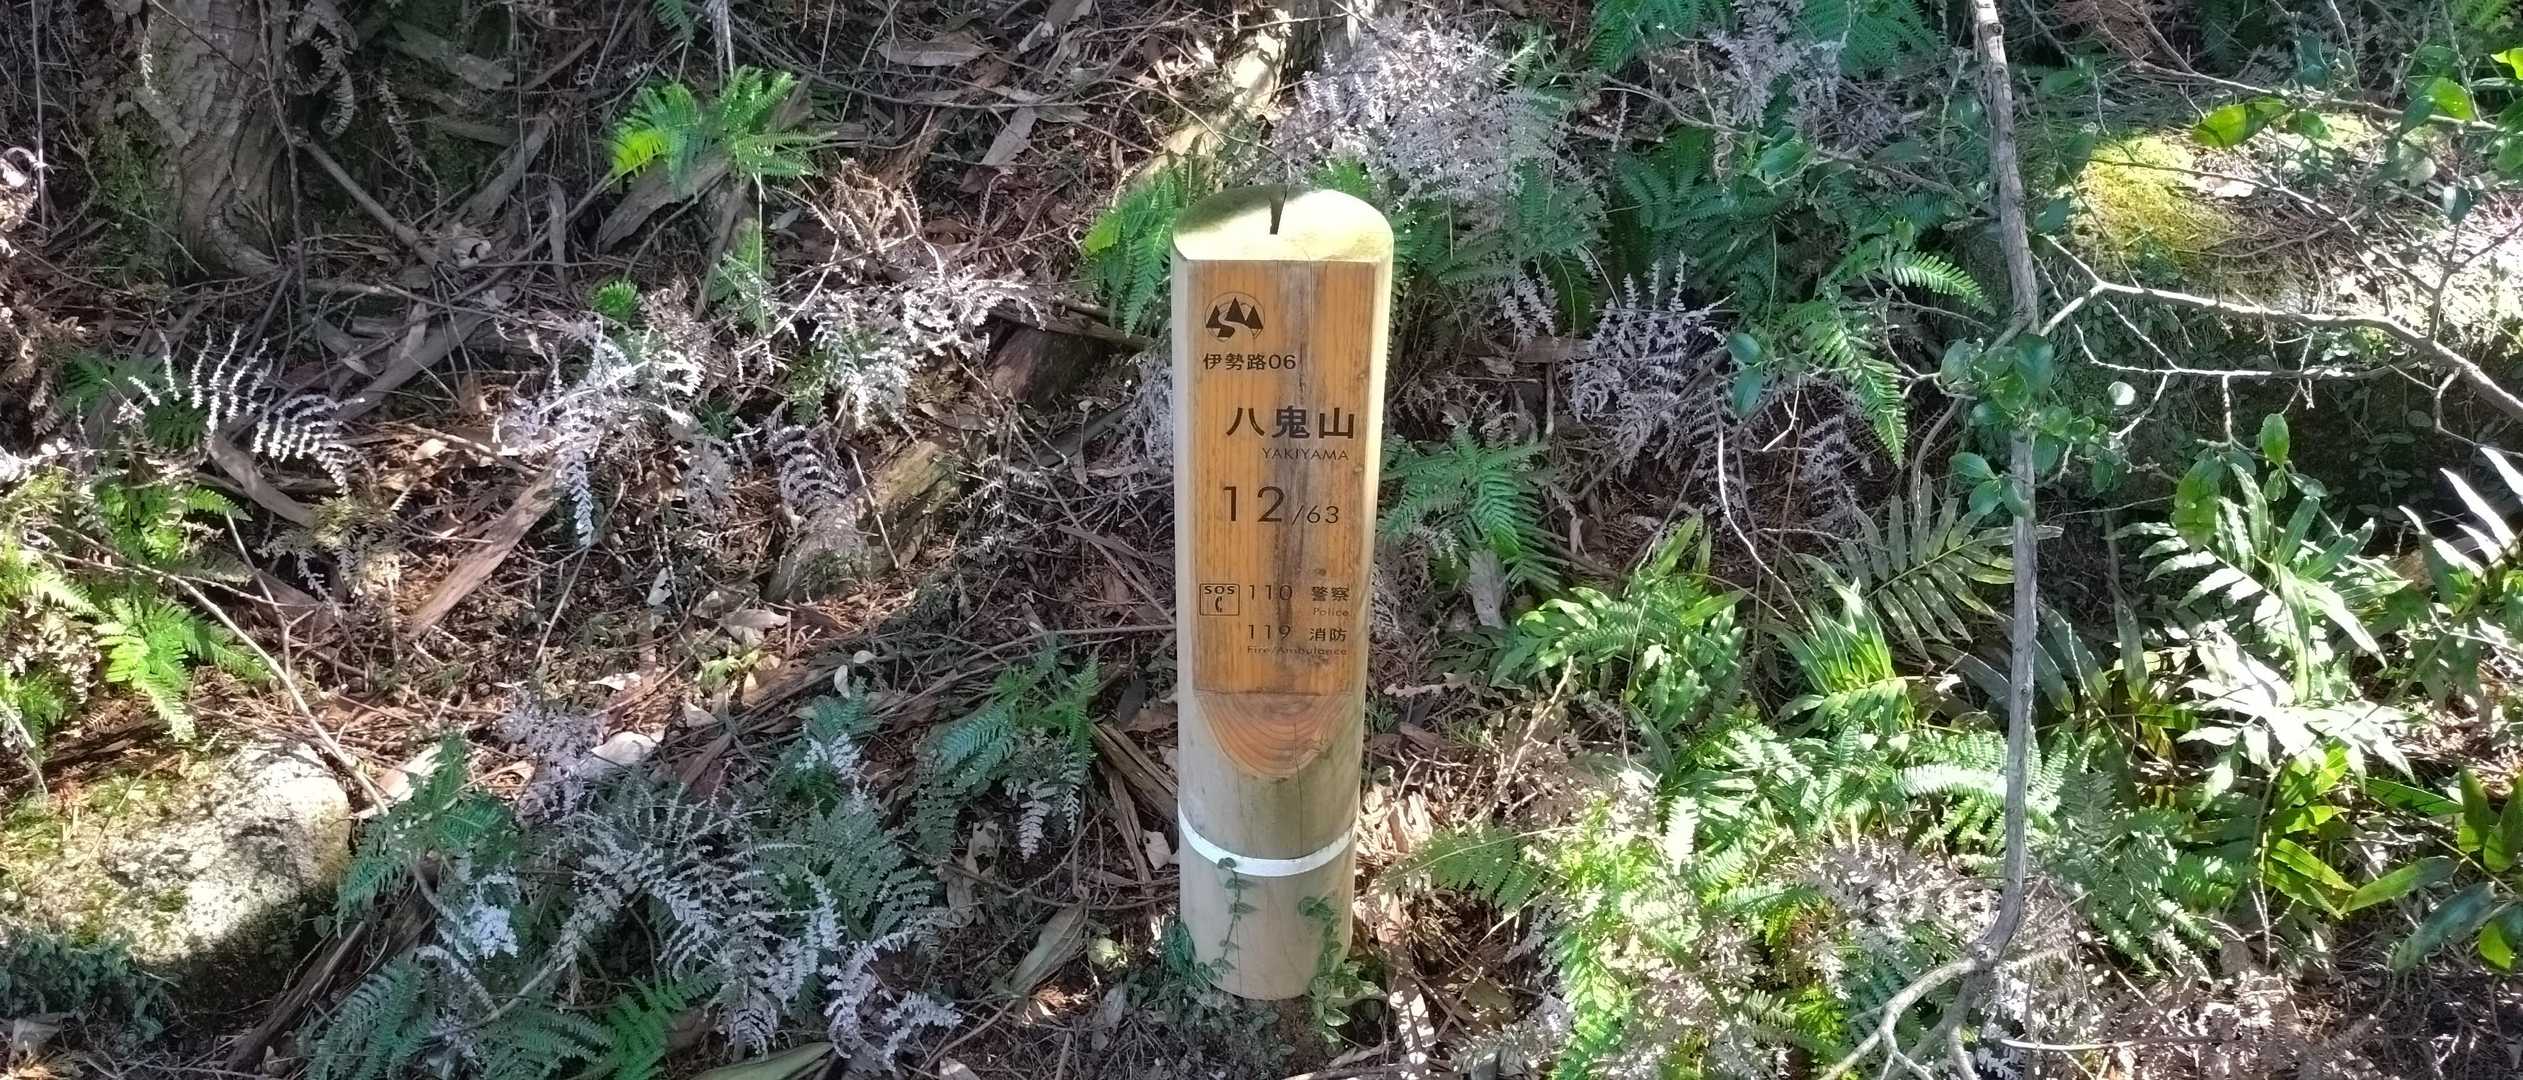 伊勢路06
八鬼山
YAKIYAMA
12/63
SOS 110 警察
Police
119 消防
Fire/Ambulance